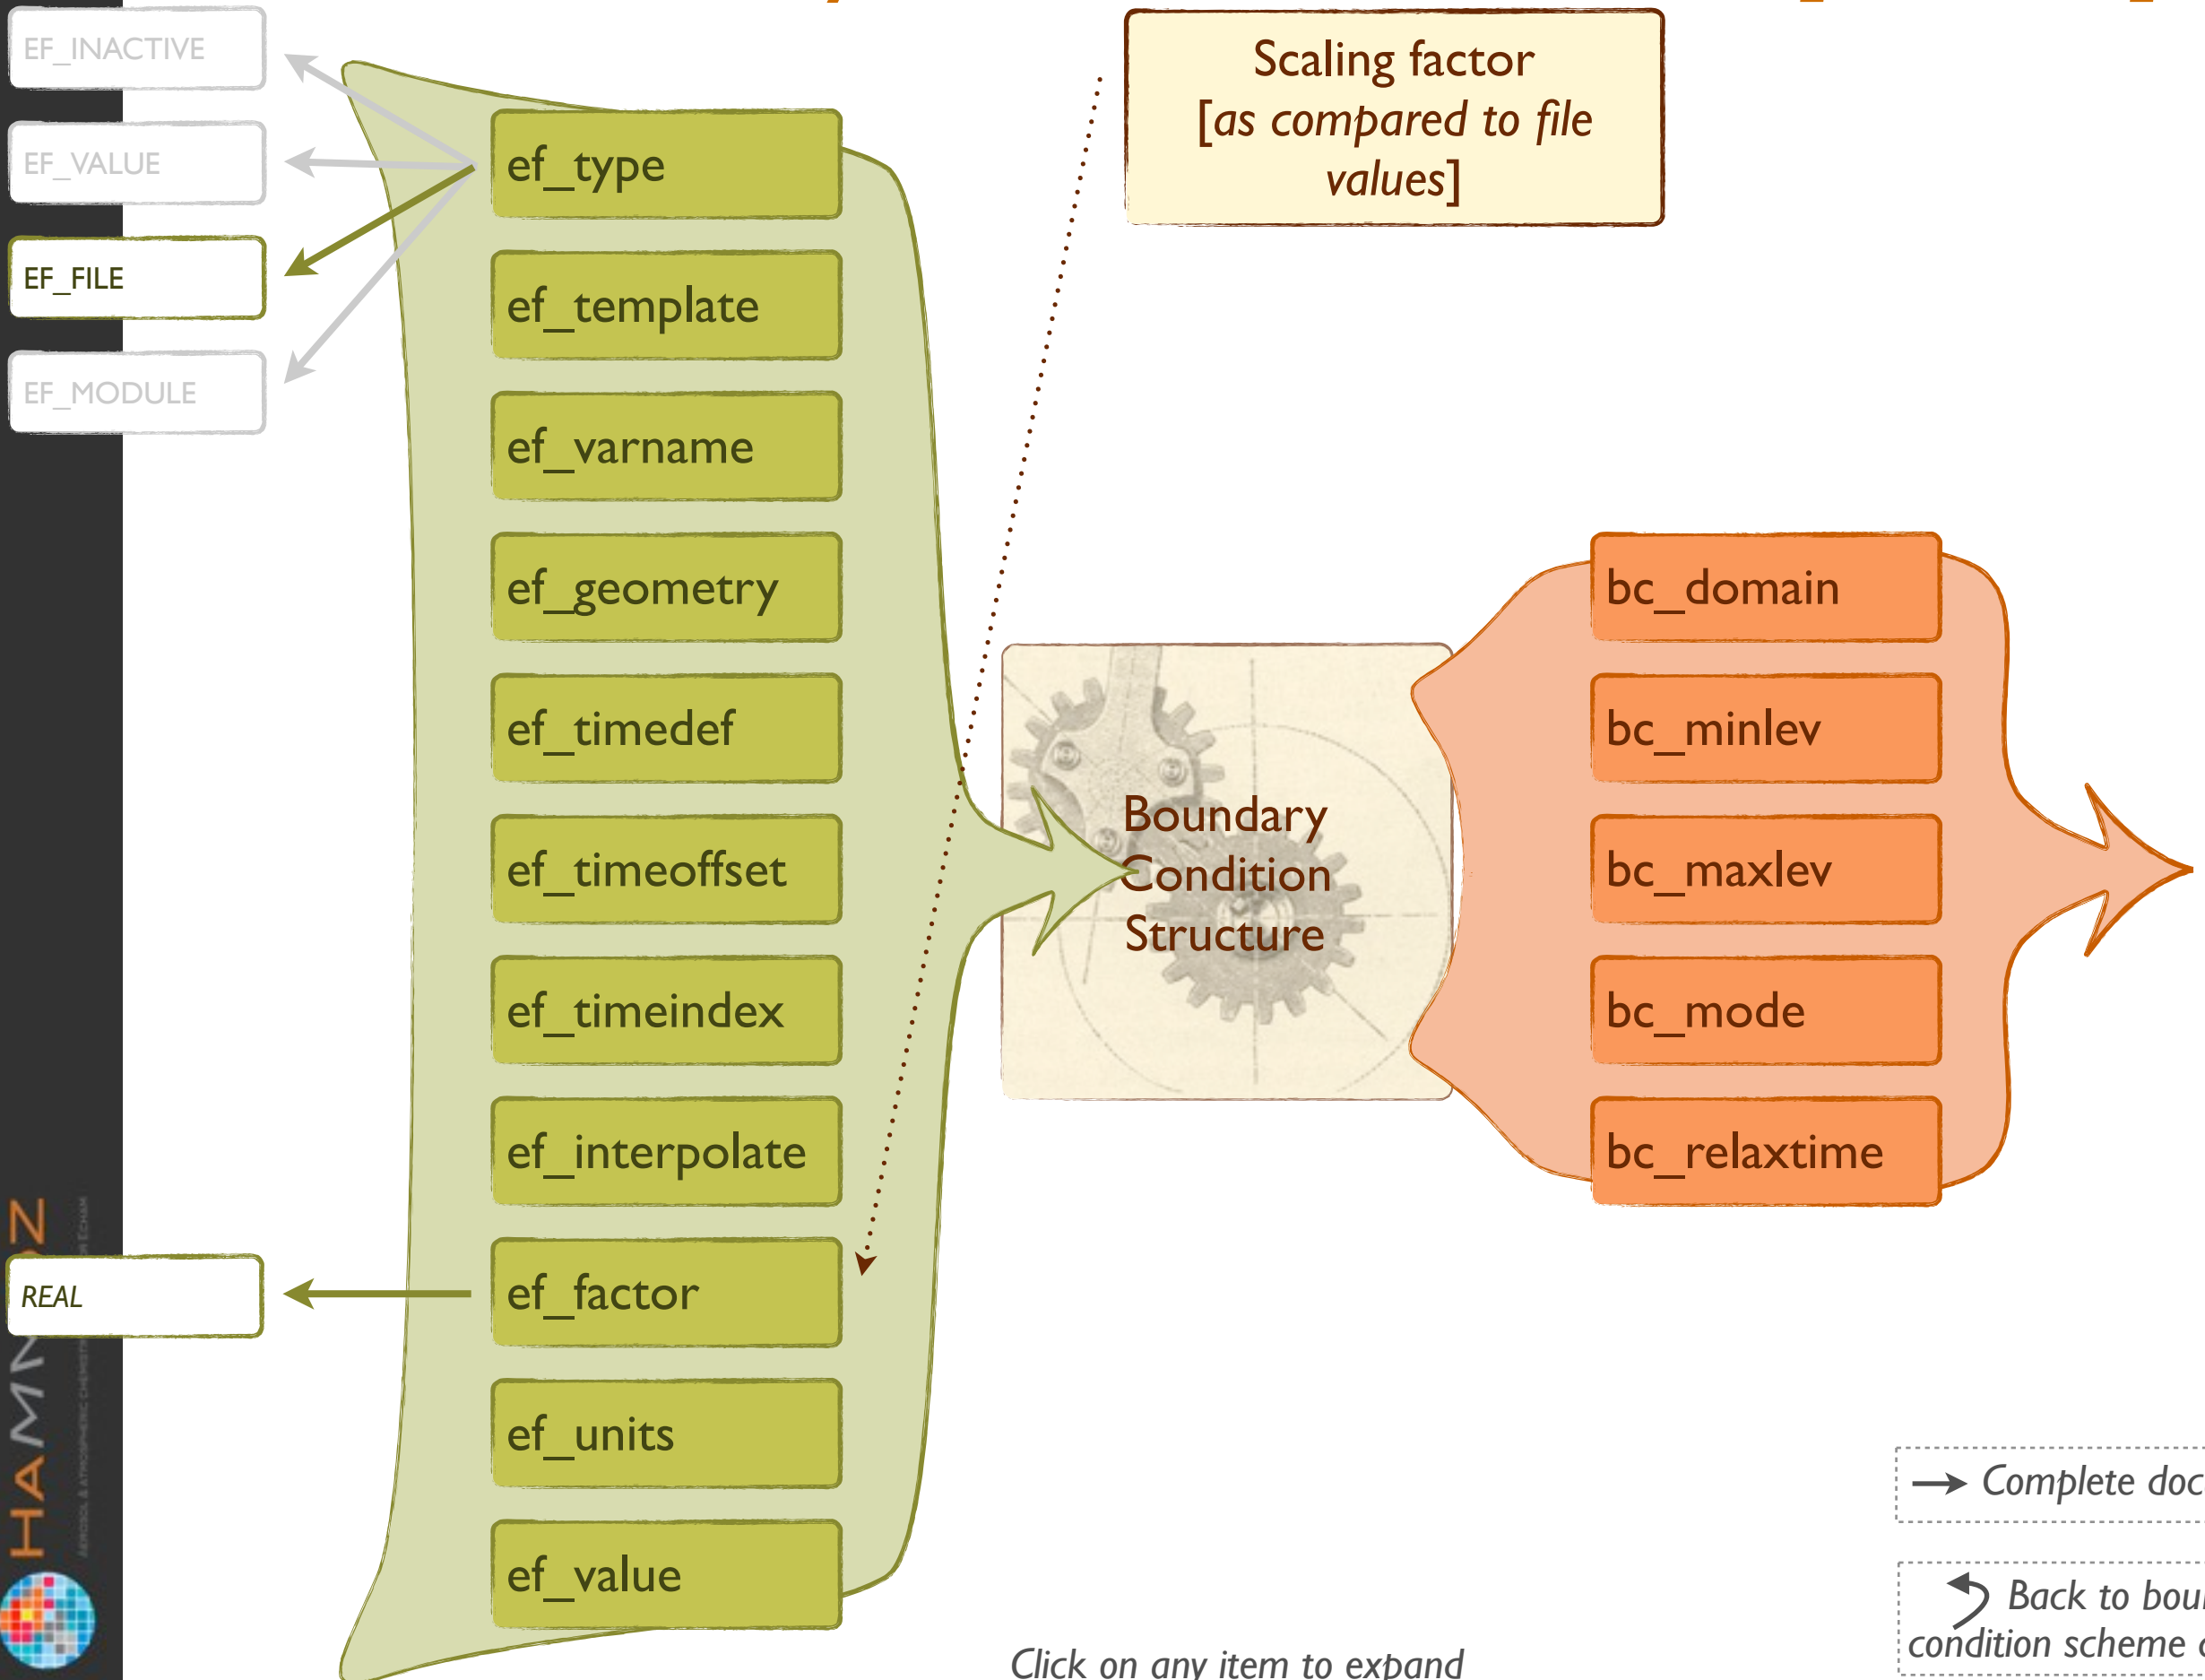 EF_INACTIVE
EF_VALUE
EF_FILE
EF_MODULE
REAL
ef_type
ef_template
ef_varname
ef_geometry
ef_timedef
ef_timeoffset
ef_timeindex
ef_interpolate
ef_factor
ef_units
ef_value
Scaling factor
[as compared to file
values]
Boundary
Condition
Structure
bc_domain
bc_minlev
bc_maxlev
bc_mode
bc_relaxtime
Complete doc
Back to bou
condition scheme
Click on any item to expand